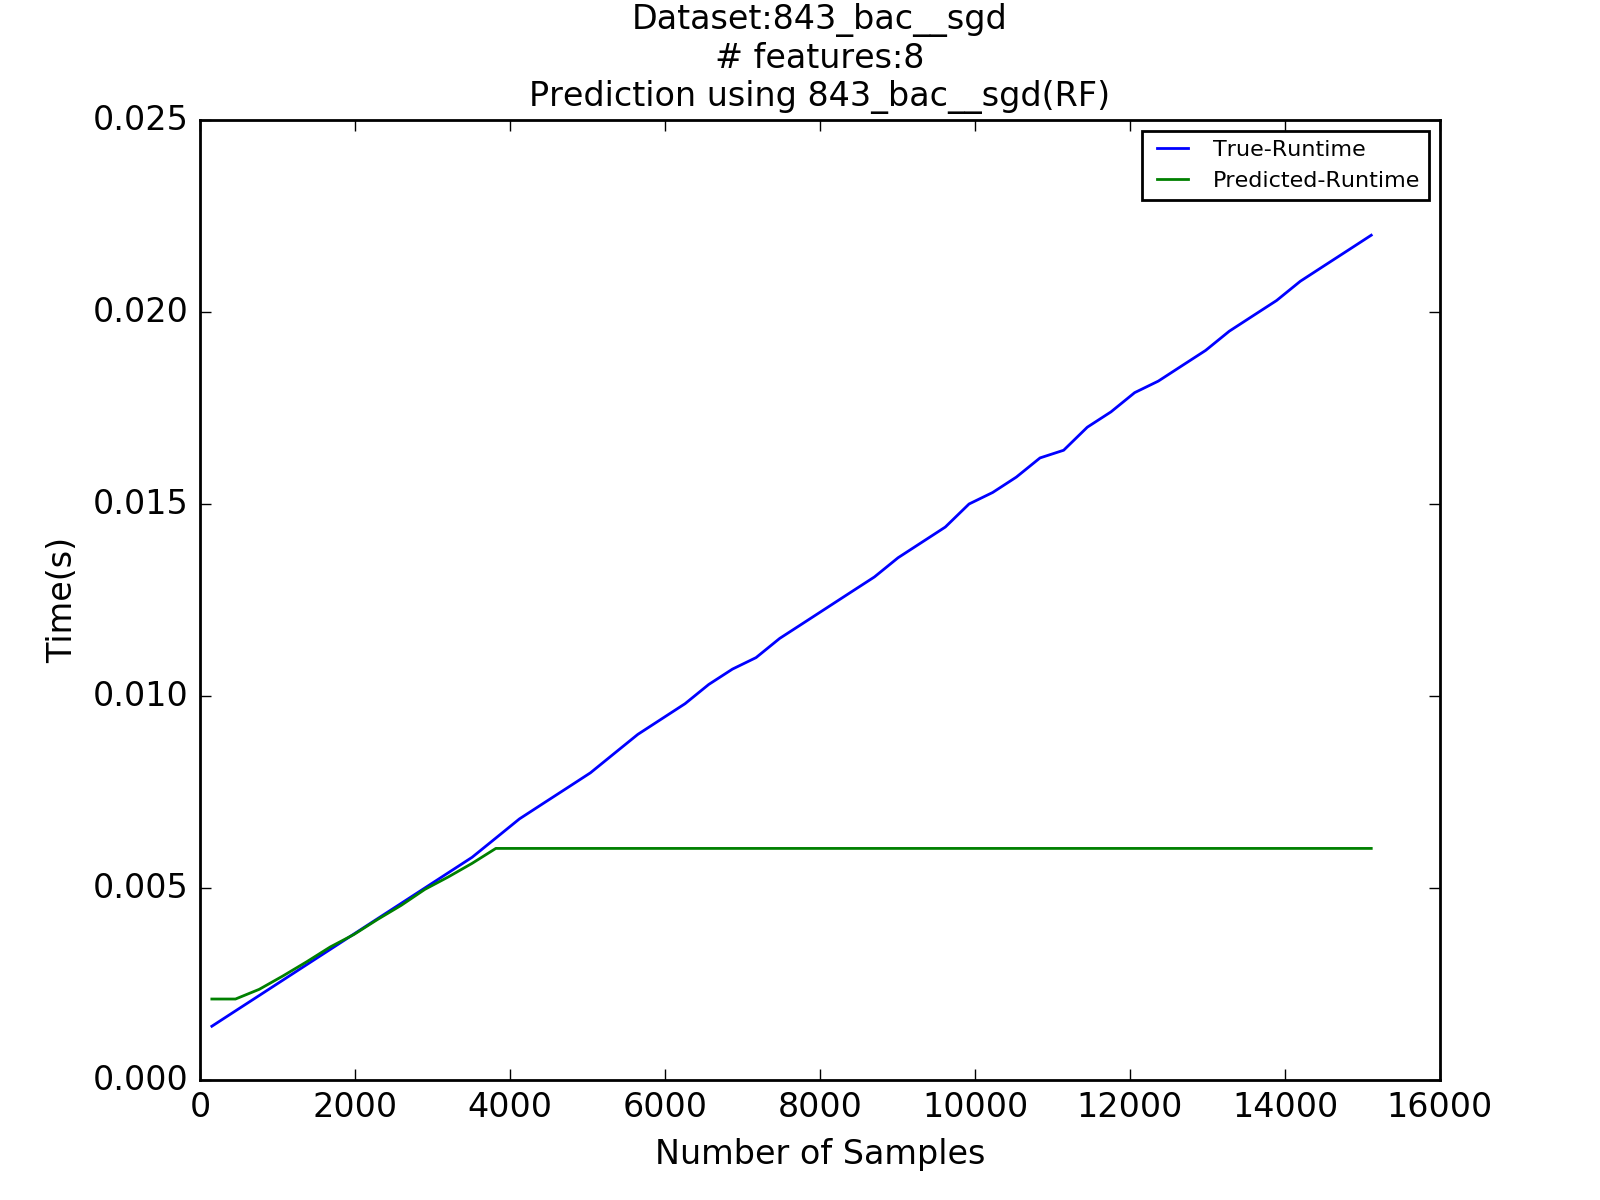 Dataset:843_bac__sgd
# features:8
Prediction using 843_bac__sgd(RF)
0.025
0.020
0.015
0.010
0.005
0.000
Time(s)
True-Runtime
Predicted-Runtime
0 2000 4000 6000 8000 10000 12000 14000 16000
Number of Samples